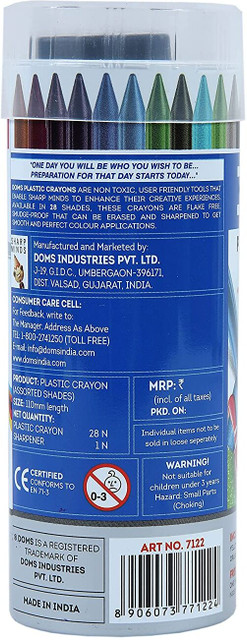 "ONE DAY YOU WILL BE WHO YOU WISH TO BE...
PREPARATION FOR THAT DAY STARTS TODAY..."
DOMS PLASTIC CRAYONS ARE NON TOXIC, USER FRIENDLY TOOLS THAT
ENABLE SHARP MINDS TO ENHANCE THEIR CREATIVE EXPERIENCES.
AVAILABLE IN 28 SHADES, THESE CRAYONS ARE FLAKE FREE,
SMUDGE-PROOF THAT CAN BE ERASED AND SHARPENED TO GET
SMOOTH AND PERFECT COLOUR APPLICATIONS.
SHARP
MINDS
Manufactured and Marketed by:
DOMS INDUSTRIES PVT. LTD.
J-19, G.I.D.C., UMBERGAON-396171,
DIST. VALSAD, GUJARAT, INDIA.
CONSUMER CARE CELL:
For Feedback, write to:
The Manager, Address As Above
Tel: 1-800-2741250 (TOLL FREE)
E.mail: info@domsindia.com
www.domsindia.com
PRODUCT: PLASTIC CRAYON
(ASSORTED SHADES)
SIZE: 110mm length
NET QUANTITY:
PLASTIC CRAYON 28 N
SHARPENER 1 N
MRP: ₹
(incl. of all taxes)
PKD. ON:
Individual items not to be
sold in loose seperately.
CE CERTIFIED
CONFORMS TO
EN 71-3
0-3
WARNING!
Not suitable for
children under 3 years
Hazard: Small Parts
(Choking)
® DOMS IS A REGISTERED
TRADEMARK OF
DOMS INDUSTRIES
PVT. LTD.
MADE IN INDIA
ART NO. 7122
8 906073 771224